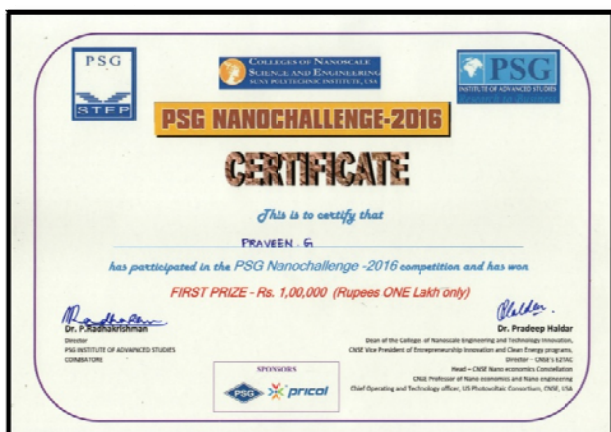 PSG
STEP
COLLEGES OF NANOSCALE
SCIENCE AND ENGINEERING
SUNY POLYTECHNIC INSTITUTE, USA
PSG
INSTITUTE OF ADVANCED STUDIES
PSG NANOCHALLENGE-2016
CERTIFICATE
This is to certify that
PRAVEEN. G
has participated in the PSG Nanochallenge -2016 competition and has won
FIRST PRIZE - Rs. 1,00,000 (Rupees ONE Lakh only)
Dr. P.Radhakrishman
Director
PSG INSTITUTE OF ADVANCED STUDIES
COIMBATORE
Dr. Pradeep Haldar
Dean of the College of Nanoscale Engineering and Technology Innovation,
CNSE Vice President of Entrepreneurship Innovation and Clean Energy programs,
Director - CNSE's E2TAC
Head - CNSE Nano economics Constellation
CNSE Professor of Nano economics and Nano engineering
Chief Operating and Technology officer, US Photovoltaic Consortium, CNSE, USA
SPONSORS
PSG
pricol